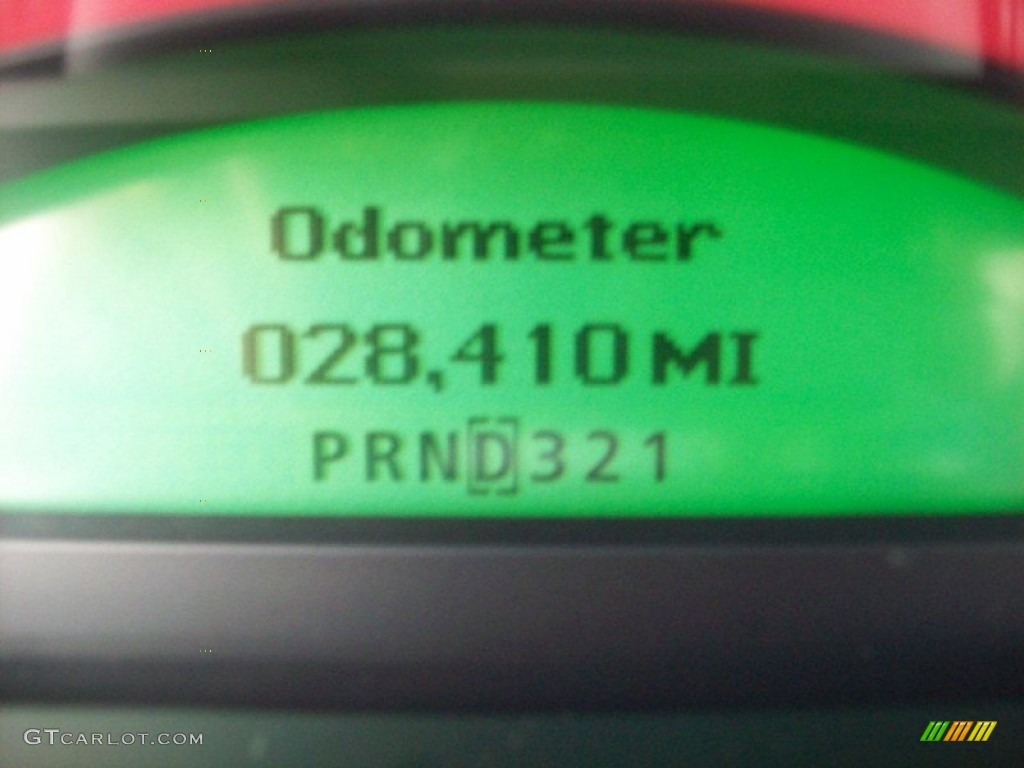 Odometer
028,410 MI
PRND321
GTCARLOT.COM